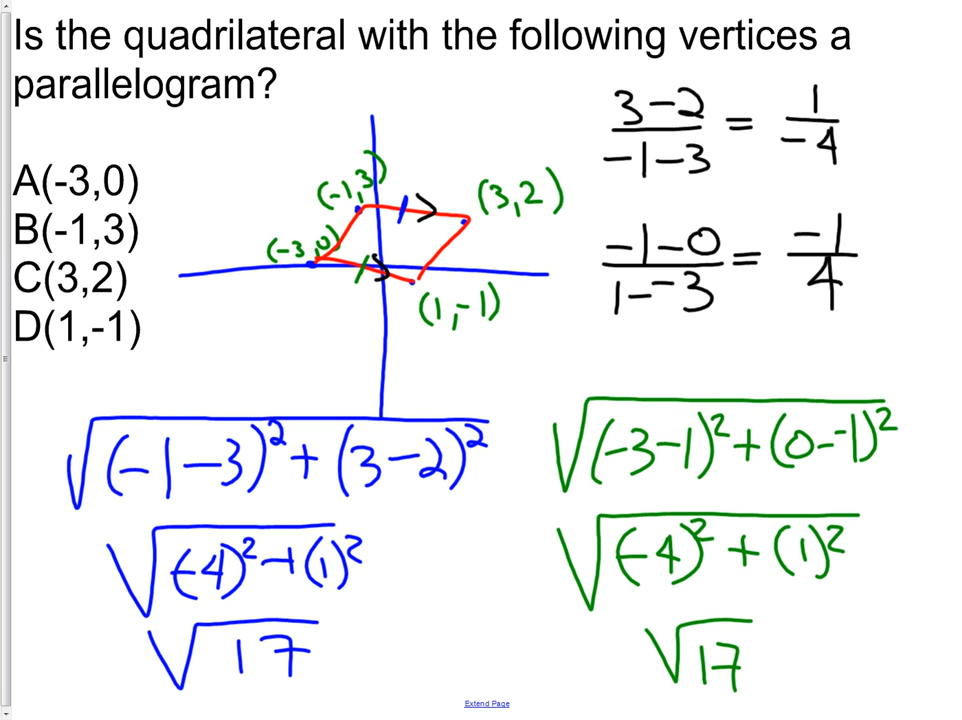 Is the quadrilateral with the following vertices a
parallelogram?
A(-3,0)
B(-1,3)
C(3,2)
D(1,-1)
(-1,3)
(3,2)
(-3,0)
(1,-1)
3-2/-1-3 = 1/-4
-1-0/1--3 = -1/4
√(-1-3)²+(3-2)²
√(-4)²+(1)²
√17
√(-3-1)²+(0--1)²
√(-4)²+(1)²
√17
Extend Page